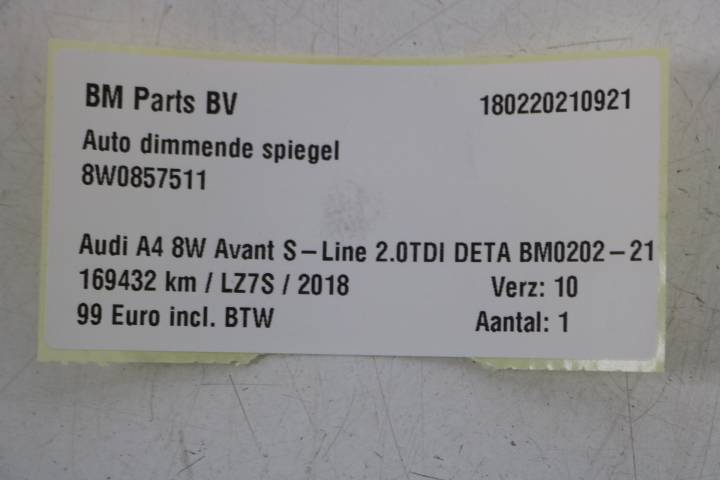 BM Parts BV 180220210921
Auto dimmende spiegel
8W0857511
Audi A4 8W Avant S-Line 2.0TDI DETA BM0202-21
169432 km / LZ7S / 2018 Verz: 10
99 Euro incl. BTW Aantal: 1